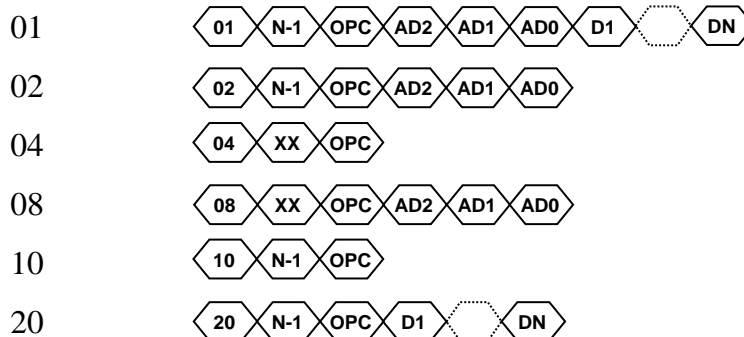 01 01 N-1 OPC AD2 AD1 AD0 D1 DN
02 02 N-1 OPC AD2 AD1 AD0
04 04 XX OPC
08 08 XX OPC AD2 AD1 AD0
10 10 N-1 OPC
20 20 N-1 OPC D1 DN